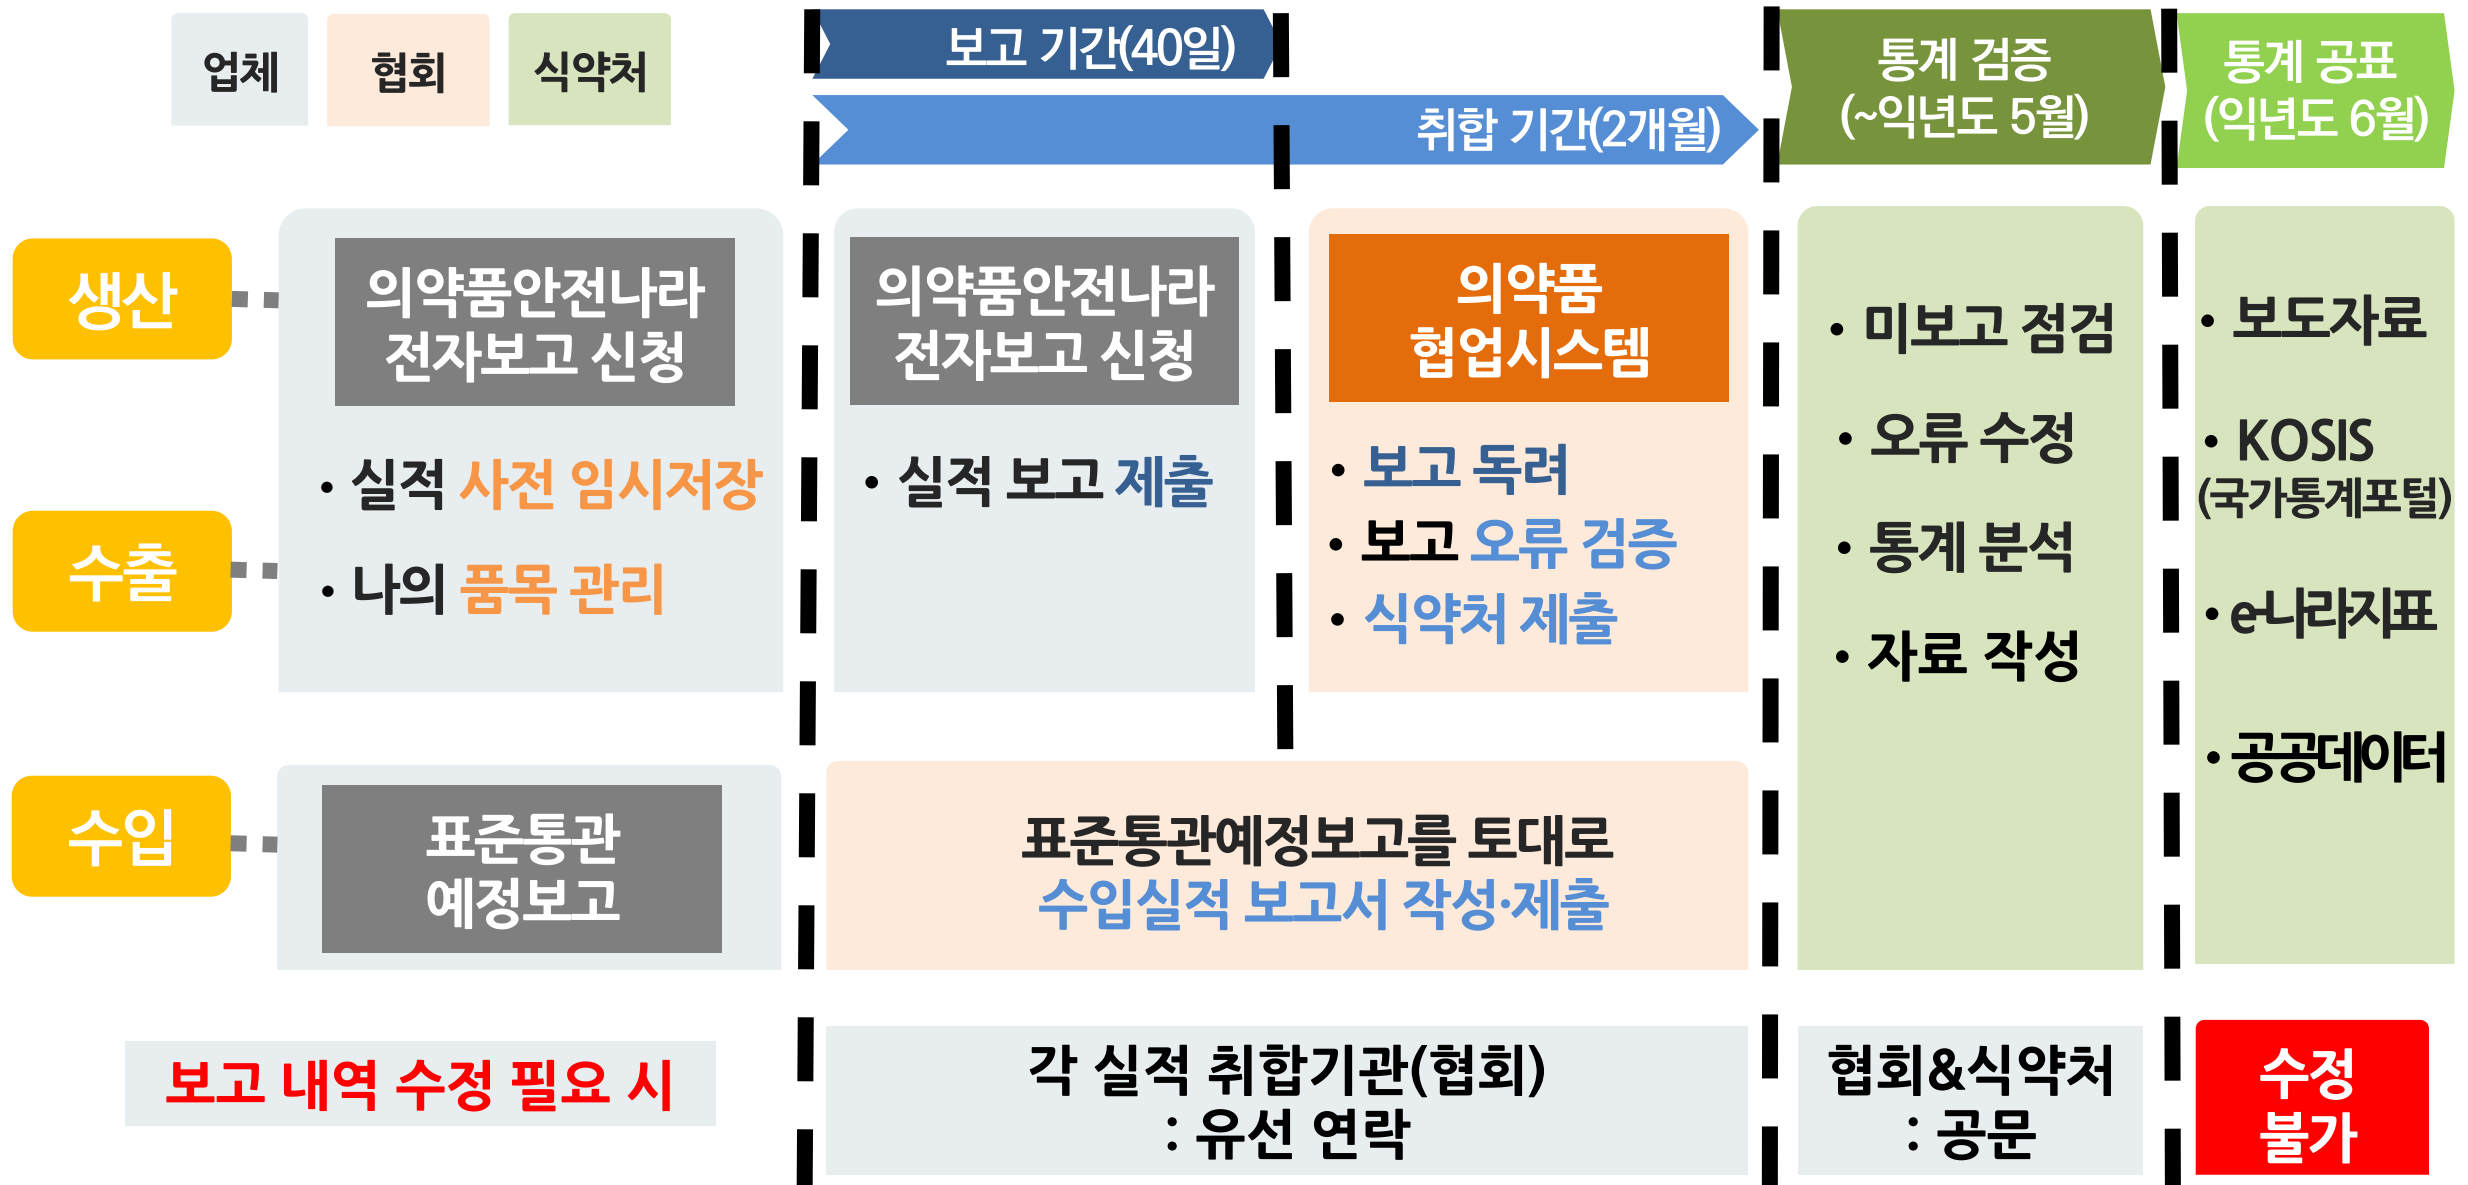 업체
협회
식약처
보고 기간(40일)
취합 기간(2개월)
통계 검증
(~익년도 5월)
통계 공표
(익년도 6월)
생산
수출
수입
의약품안전나라
전자보고 신청
• 실적 사전 임시저장
• 나의 품목 관리
의약품안전나라
전자보고 신청
• 실적 보고 제출
의약품
협업시스템
• 보고 독려
• 보고 오류 검증
• 식약처 제출
• 미보고 점검
• 오류 수정
• 통계 분석
• 자료 작성
• 보도자료
• KOSIS
(국가통계포털)
• e-나라지표
• 공공데이터
표준통관
예정보고
표준통관예정보고를 토대로
수입실적 보고서 작성·제출
보고 내역 수정 필요 시
각 실적 취합기관(협회)
: 유선 연락
협회&식약처
: 공문
수정
불가